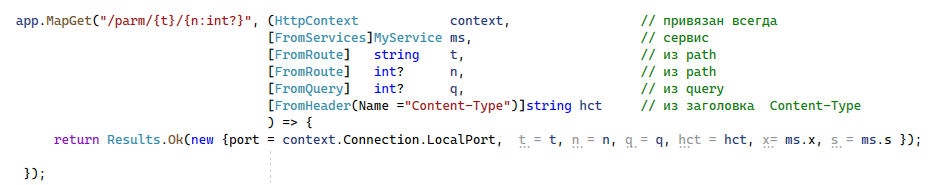 app.MapGet("/parm/{t}/{n:int?}", (HttpContext context, // привязан всегда
[FromServices]MyService ms, // сервис
[FromRoute] string t, // из path
[FromRoute] int? n, // из path
[FromQuery] int? q, // из query
[FromHeader(Name ="Content-Type")]string hct // из заголовка Content-Type
) => {
return Results.Ok(new {port = context.Connection.LocalPort, t = t, n = n, q = q, hct = hct, x= ms.x, s = ms.s });
});